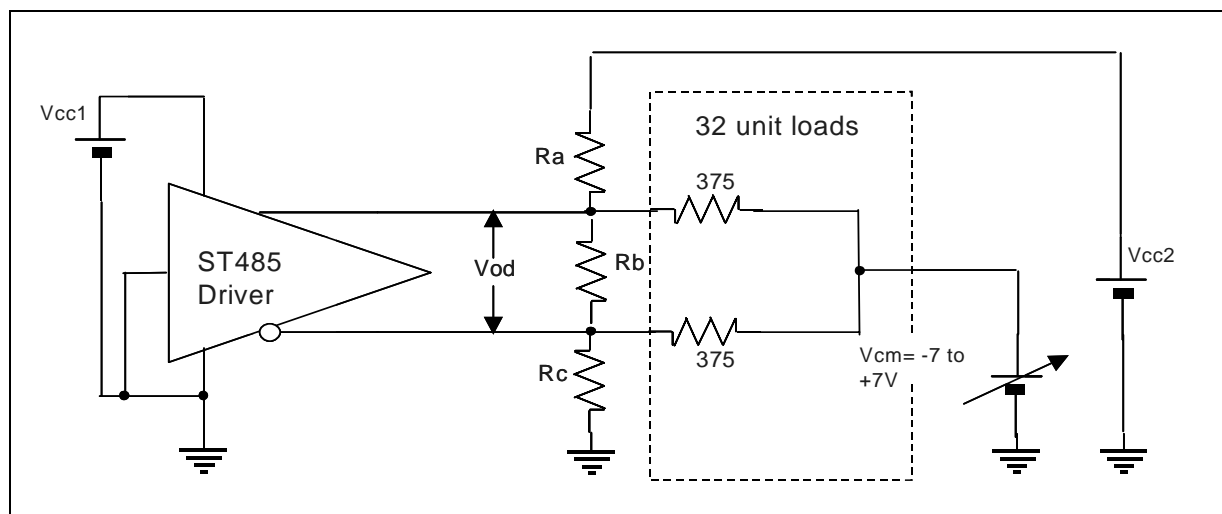 Vcc1
ST485
Driver
Vod
Ra
Rb
Rc
32 unit loads
375
375
Vcm= -7 to
+7V
Vcc2